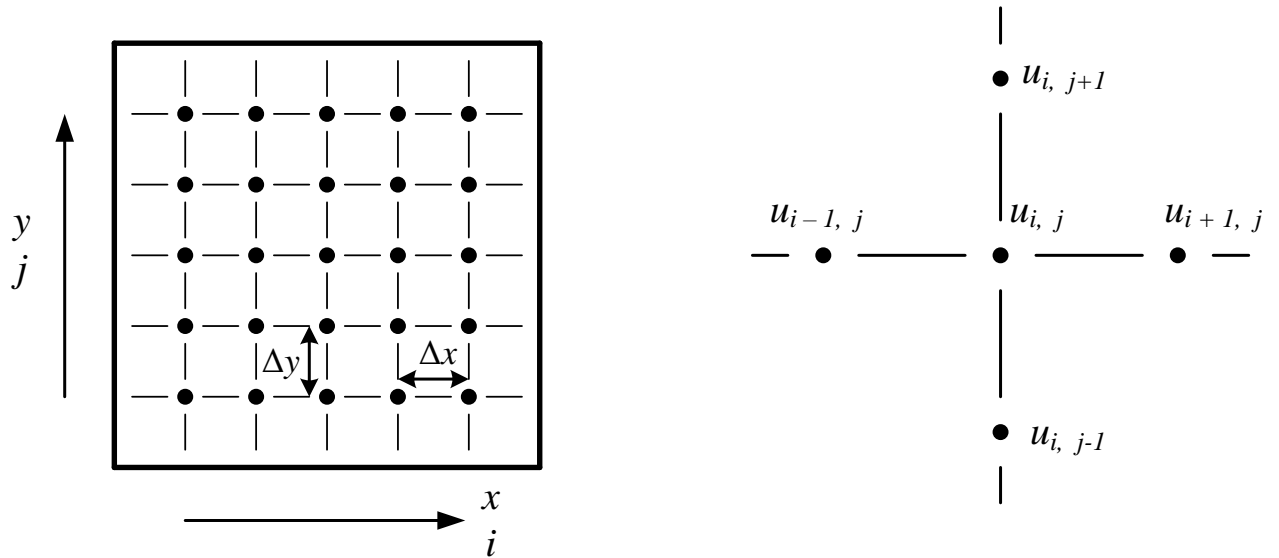 y
j
Δy
Δx
x
i
u_{i, j+1}
u_{i-1, j}
u_{i, j}
u_{i+1, j}
u_{i, j-1}